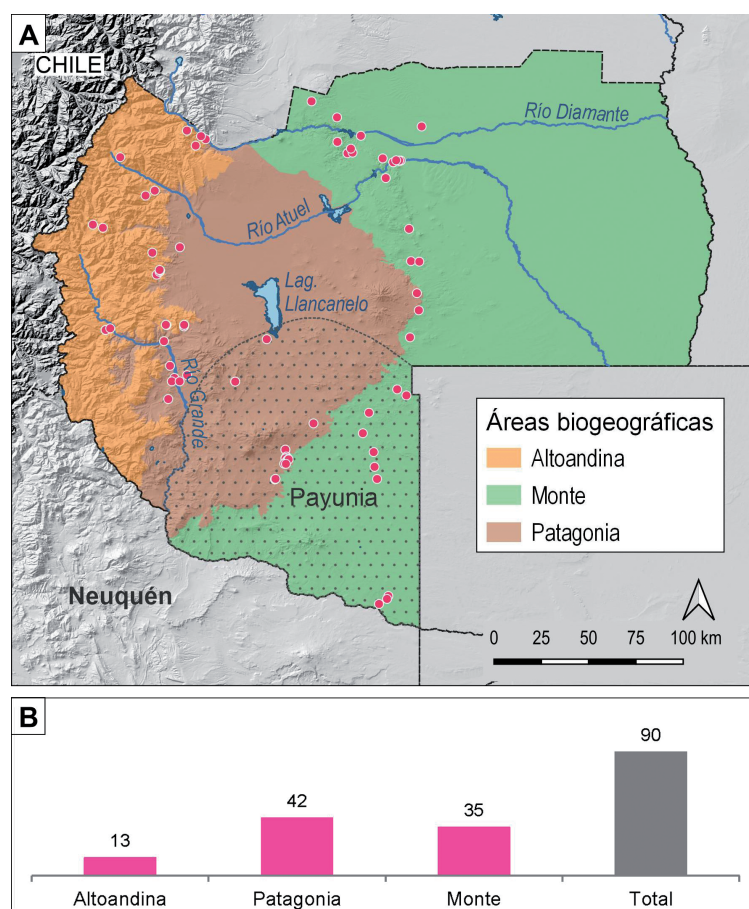 A
CHILE
Río Diamante
Río Atuel
Lag.
Llancanelo
Río Grande
Payunia
Neuquén
Áreas biogeográficas
Altoandina
Monte
Patagonia
0 25 50 75 100 km
B
13
42
35
90
Altoandina Patagonia Monte Total